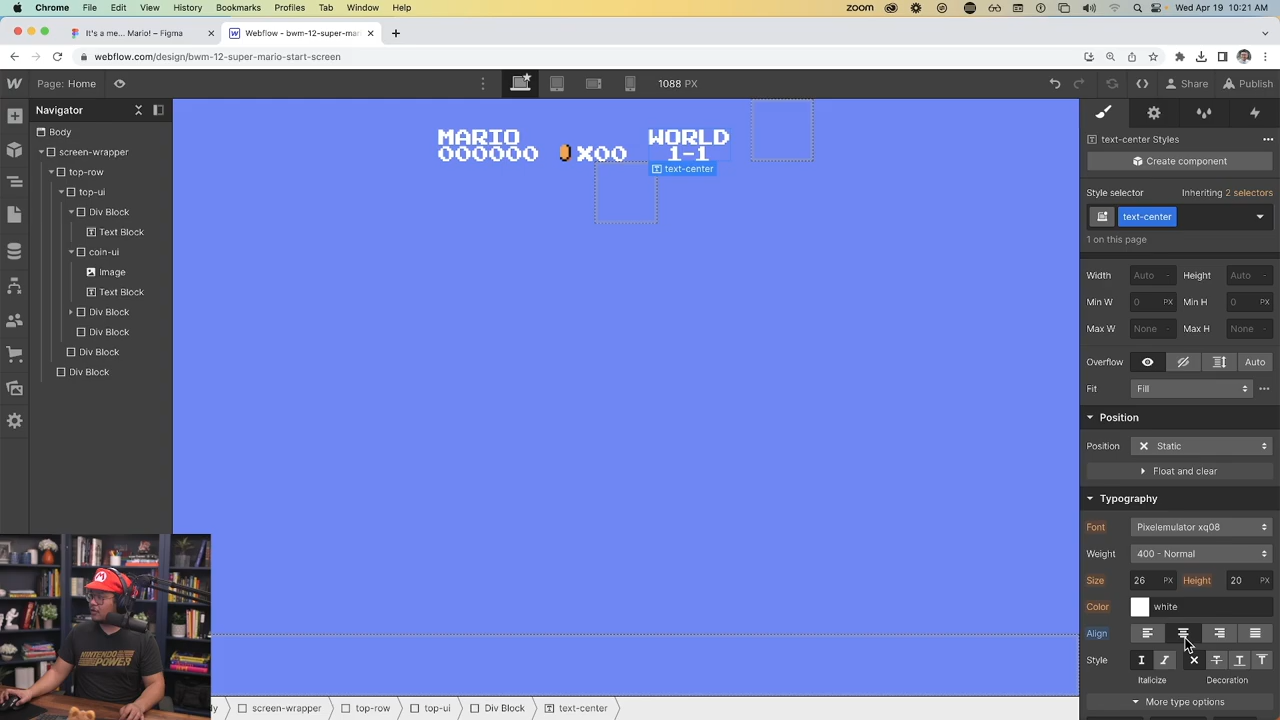 Chrome File Edit View History Bookmarks Profiles Tab Window Help zoom Wed Apr 19 10:21 AM
It's a me... Mario! – Figma Webflow - bwm-12-super-mar
webflow.com/design/bwm-12-super-mario-start-screen
Page: Home 1088 PX Share Publish
Navigator
Body
screen-wrapper
top-row
top-ui
Div Block
Text Block
coin-ui
Image
Text Block
Div Block
Div Block
Div Block
Div Block
MARIO WORLD
000000 X00 1-1
text-center
text-center Styles
Create component
Style selector Inheriting 2 selectors
text-center
1 on this page
Width Auto - Height Auto -
Min W 0 PX Min H 0 PX
Max W None - Max H None -
Overflow Auto
Fit Fill
Position
Position Static
Float and clear
Typography
Font Pixelemulator xq08
Weight 400 - Normal
Size 26 PX Height 20 PX
Color white
Align
Style
Italicize Decoration
More type options
NINTENDO
POWER
dy screen-wrapper top-row top-ui Div Block text-center